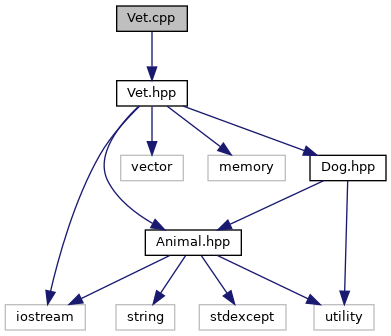 Vet.cpp
Vet.hpp
vector
memory
Dog.hpp
Animal.hpp
iostream
string
stdexcept
utility